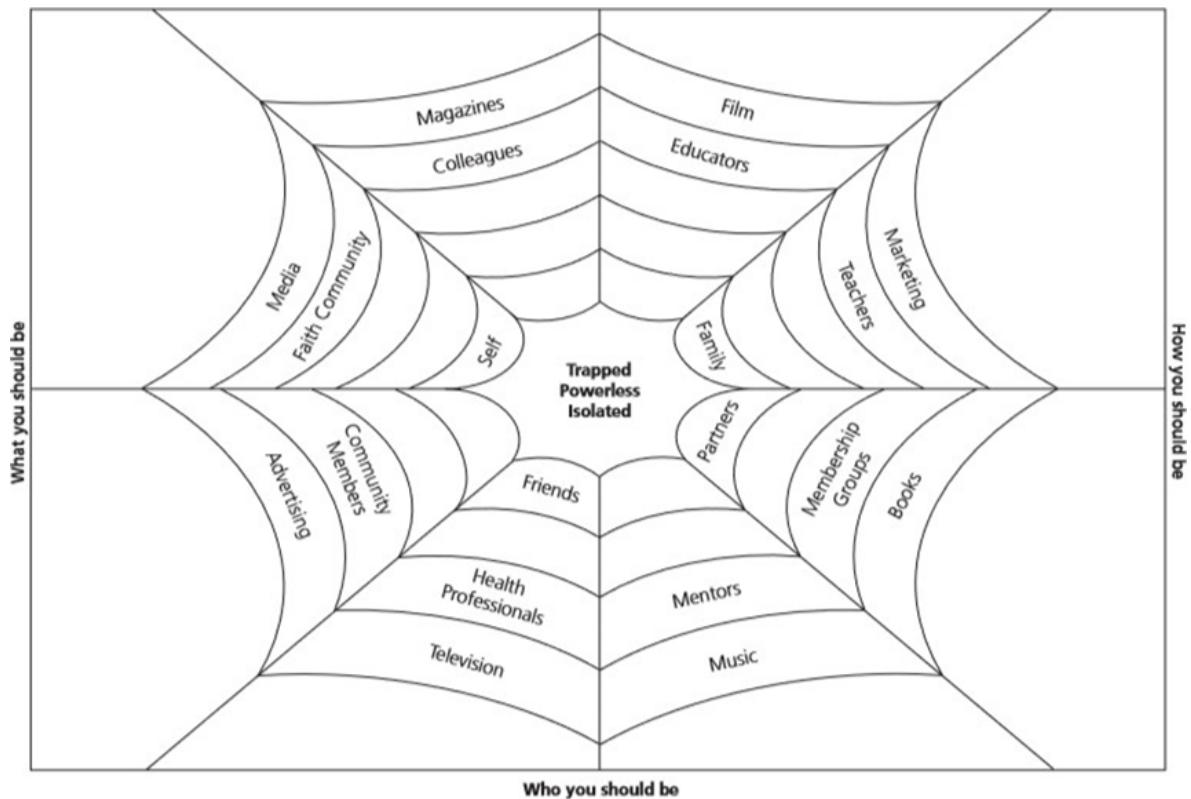 Magazines
Film
Colleagues
Educators
Media
Faith Community
Self
Family
Teachers
Marketing
Trapped
Powerless
Isolated
What you should be
How you should be
Advertising
Community
Members
Friends
Partners
Membership
Groups
Books
Health
Professionals
Mentors
Television
Music
Who you should be